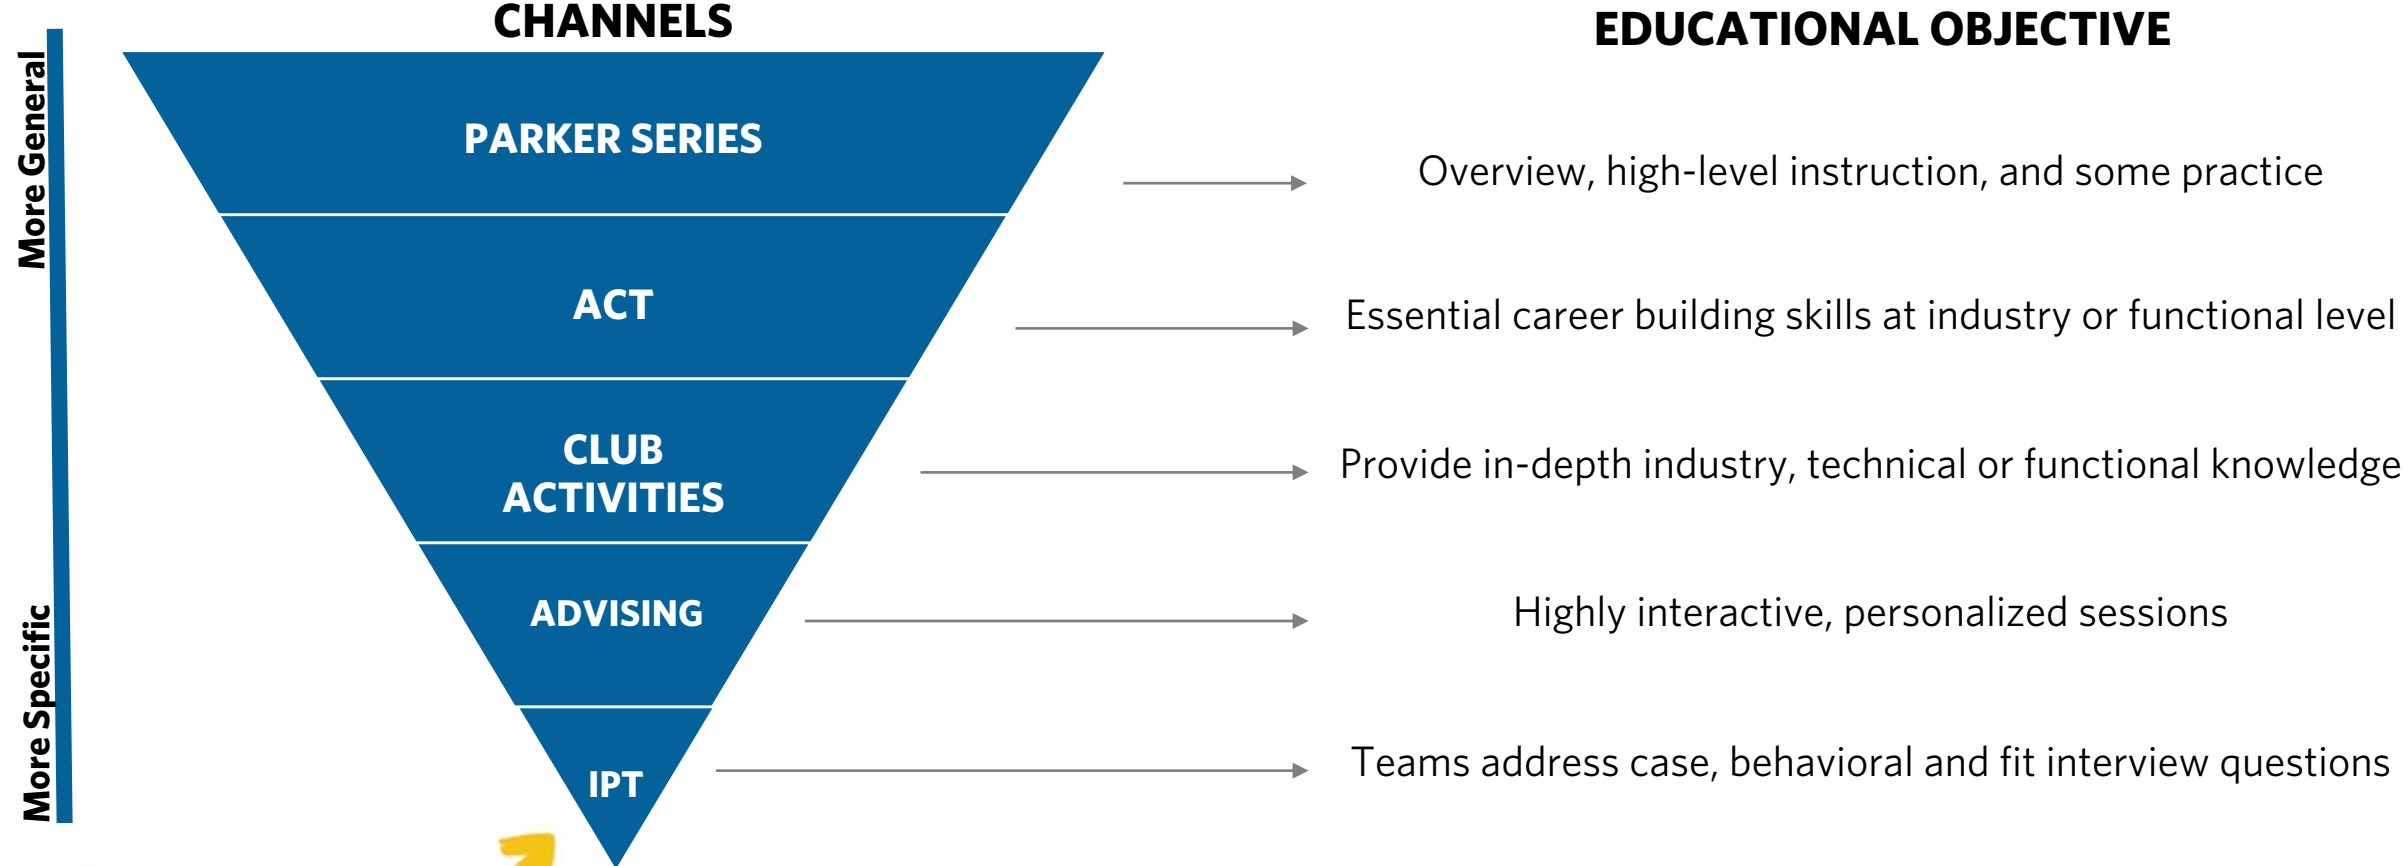 CHANNELS
EDUCATIONAL OBJECTIVE
More General
PARKER SERIES
Overview, high-level instruction, and some practice
ACT
Essential career building skills at industry or functional level
CLUB
ACTIVITIES
Provide in-depth industry, technical or functional knowledge
More Specific
ADVISING
Highly interactive, personalized sessions
IPT
Teams address case, behavioral and fit interview questions